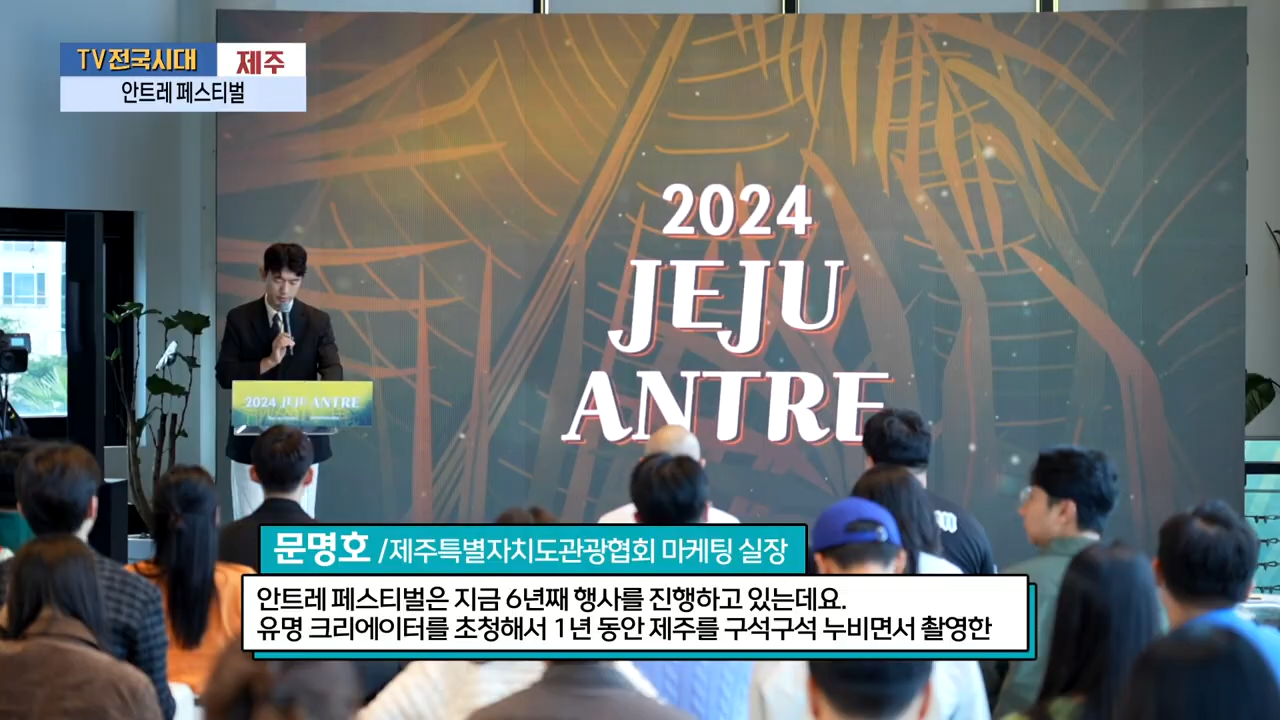 TV전국시대 제주
안트레 페스티벌
2024
JEJU
ANTRE
2024 JEJU ANTRE
문명호 /제주특별자치도관광협회 마케팅 실장
안트레 페스티벌은 지금 6년째 행사를 진행하고 있는데요.
유명 크리에이터를 초청해서 1년 동안 제주를 구석구석 누비면서 촬영한